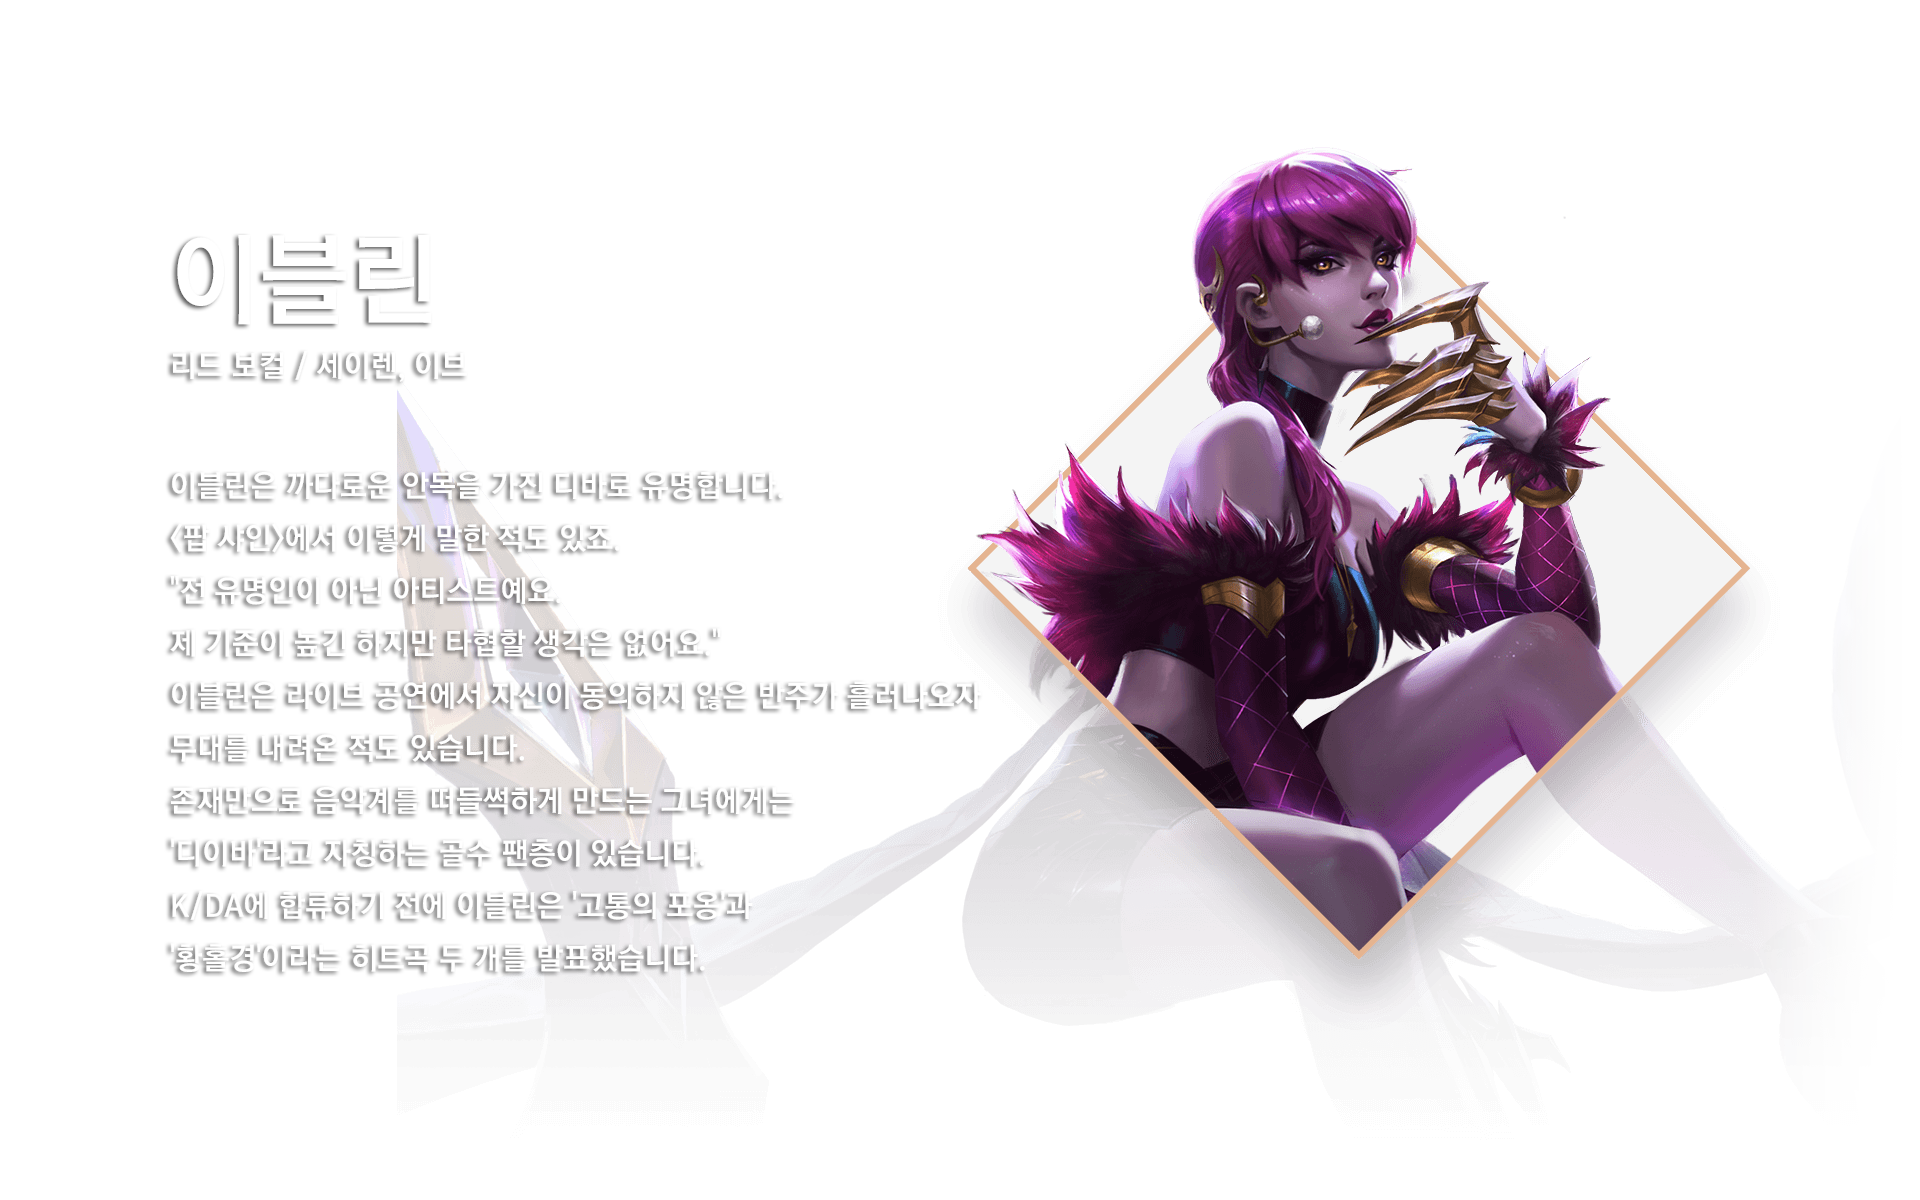 이블린
리드 보컬 / 세이렌, 이브
이블린은 까다로운 안목을 가진 디바로 유명합니다.
<팝 샤인>에서 이렇게 말한 적도 있죠.
"전 유명인이 아닌 아티스트예요.
제 기준이 높긴 하지만 타협할 생각은 없어요."
이블린은 라이브 공연에서 자신이 동의하지 않은 반주가 흘러나오자
무대를 내려온 적도 있습니다.
존재만으로 음악계를 떠들썩하게 만드는 그녀에게는
'디이바'라고 자칭하는 골수 팬층이 있습니다.
K/DA에 합류하기 전에 이블린은 '고통의 포옹'과
'황홀경'이라는 히트곡 두 개를 발표했습니다.